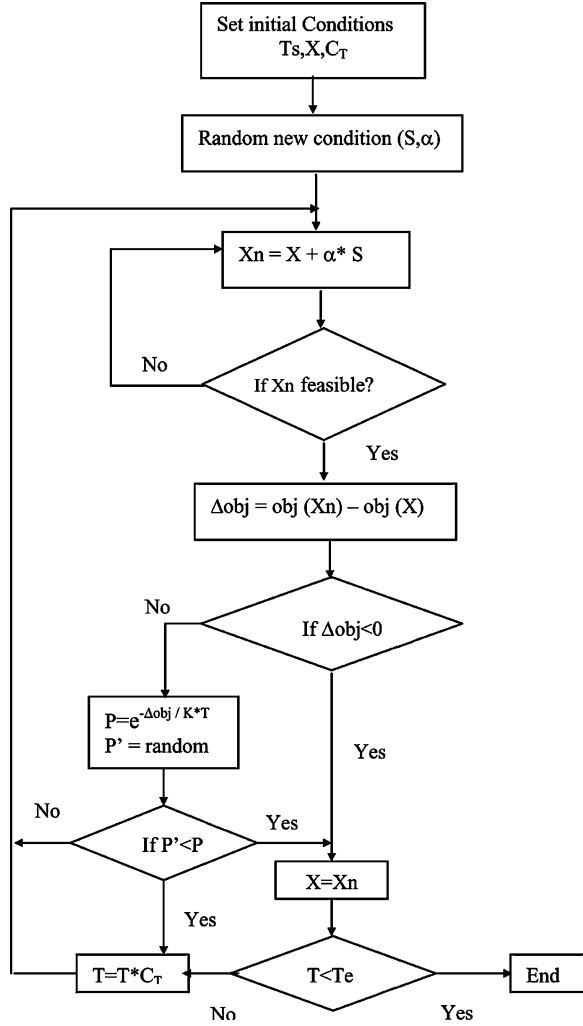 Set initial Conditions
Ts,X,C_T
Random new condition (S,α)
Xn = X + α* S
No
If Xn feasible?
Yes
Δobj = obj (Xn) – obj (X)
No
If Δobj<0
P=e^-Δobj / K*T
P’ = random
Yes
No
Yes
If P’<P
X=Xn
Yes
T=T*C_T
T<Te
End
No
Yes